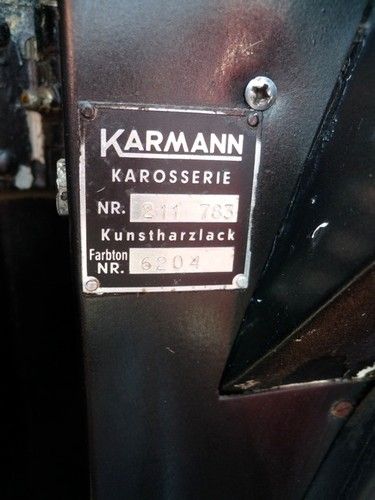 KARMANN
KAROSSERIE
NR. 211 783
Kunstharzlack
Farbton
NR. 6204